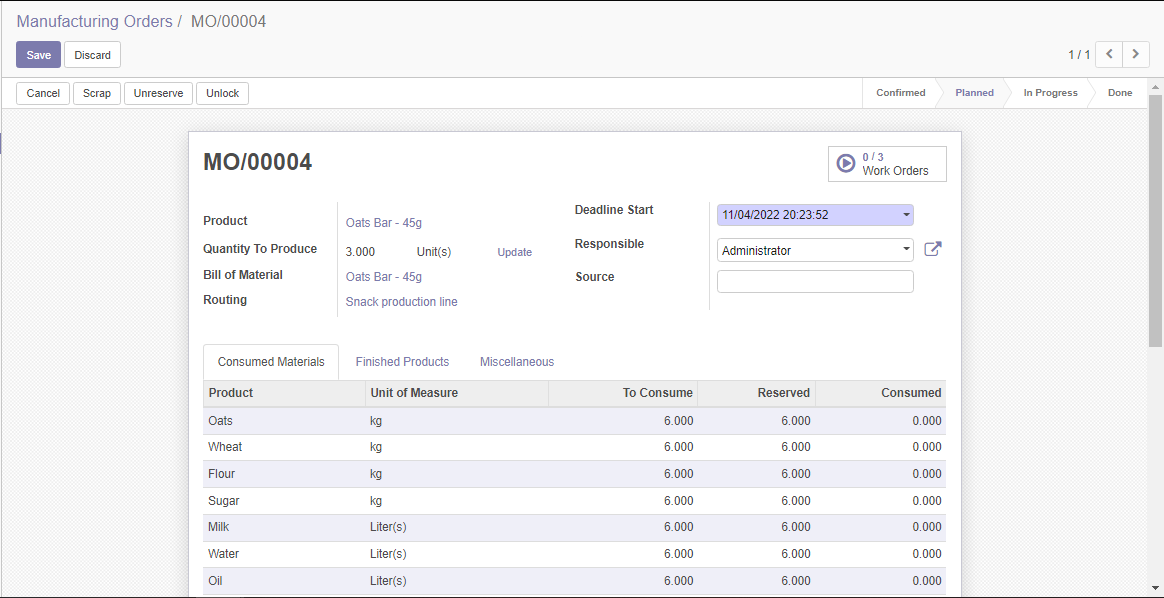 Manufacturing Orders / MO/00004
Save Discard 1 / 1
Cancel Scrap Unreserve Unlock Confirmed Planned In Progress Done
MO/00004
0 / 3
Work Orders
Product Oats Bar - 45g
Quantity To Produce 3.000 Unit(s) Update
Bill of Material Oats Bar - 45g
Routing Snack production line
Deadline Start 11/04/2022 20:23:52
Responsible Administrator
Source
Consumed Materials Finished Products Miscellaneous
Product Unit of Measure To Consume Reserved Consumed
Oats kg 6.000 6.000 0.000
Wheat kg 6.000 6.000 0.000
Flour kg 6.000 6.000 0.000
Sugar kg 6.000 6.000 0.000
Milk Liter(s) 6.000 6.000 0.000
Water Liter(s) 6.000 6.000 0.000
Oil Liter(s) 6.000 6.000 0.000